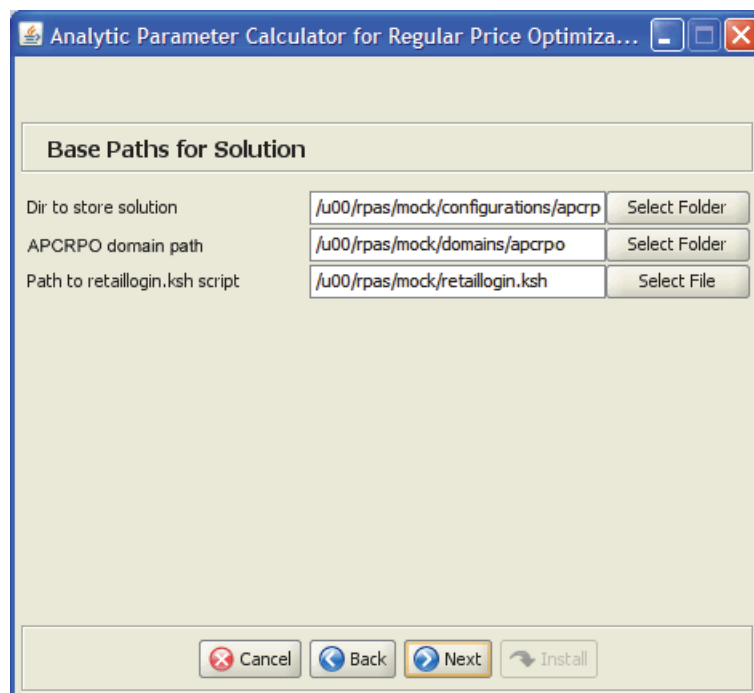 Analytic Parameter Calculator for Regular Price Optimiza...
Base Paths for Solution
Dir to store solution /u00/rpas/mock/configurations/apcrp Select Folder
APCRPO domain path /u00/rpas/mock/domains/apcrpo Select Folder
Path to retaillogin.ksh script /u00/rpas/mock/retaillogin.ksh Select File
Cancel Back Next Install